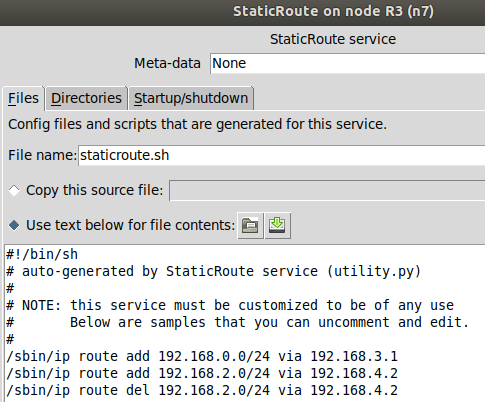 StaticRoute on node R3 (n7)
StaticRoute service
Meta-data None
Files Directories Startup/shutdown
Config files and scripts that are generated for this service.
File name: staticroute.sh
Copy this source file:
Use text below for file contents:
#!/bin/sh
# auto-generated by StaticRoute service (utility.py)
#
# NOTE: this service must be customized to be of any use
#       Below are samples that you can uncomment and edit.
#
/sbin/ip route add 192.168.0.0/24 via 192.168.3.1
/sbin/ip route add 192.168.2.0/24 via 192.168.4.2
/sbin/ip route del 192.168.2.0/24 via 192.168.4.2